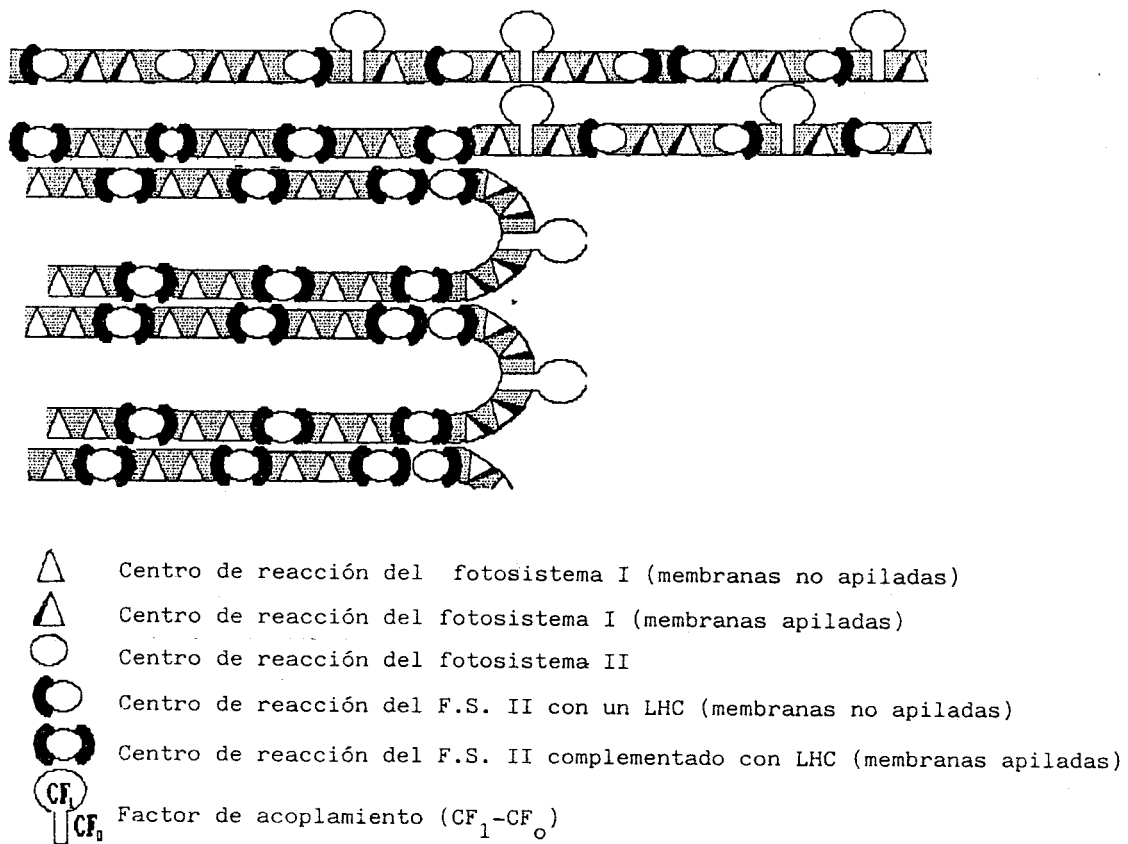 Centro de reacción del fotosistema I (membranas no apiladas)
Centro de reacción del fotosistema I (membranas apiladas)
Centro de reacción del fotosistema II
Centro de reacción del F.S. II con un LHC (membranas no apiladas)
Centro de reacción del F.S. II complementado con LHC (membranas apiladas)
CF1
CF0
Factor de acoplamiento (CF1-CFo)